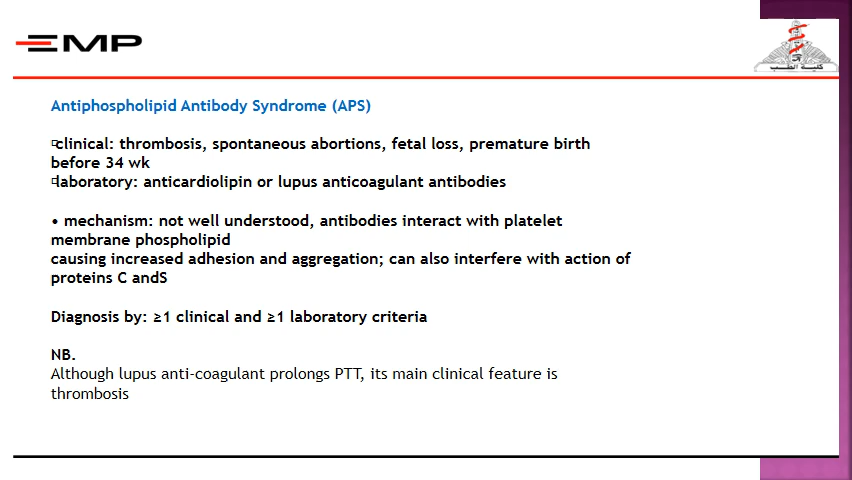 EMP
كلية الطب
Antiphospholipid Antibody Syndrome (APS)
clinical: thrombosis, spontaneous abortions, fetal loss, premature birth
before 34 wk
laboratory: anticardiolipin or lupus anticoagulant antibodies
• mechanism: not well understood, antibodies interact with platelet
membrane phospholipid
causing increased adhesion and aggregation; can also interfere with action of
proteins C andS
Diagnosis by: ≥1 clinical and ≥1 laboratory criteria
NB.
Although lupus anti-coagulant prolongs PTT, its main clinical feature is
thrombosis